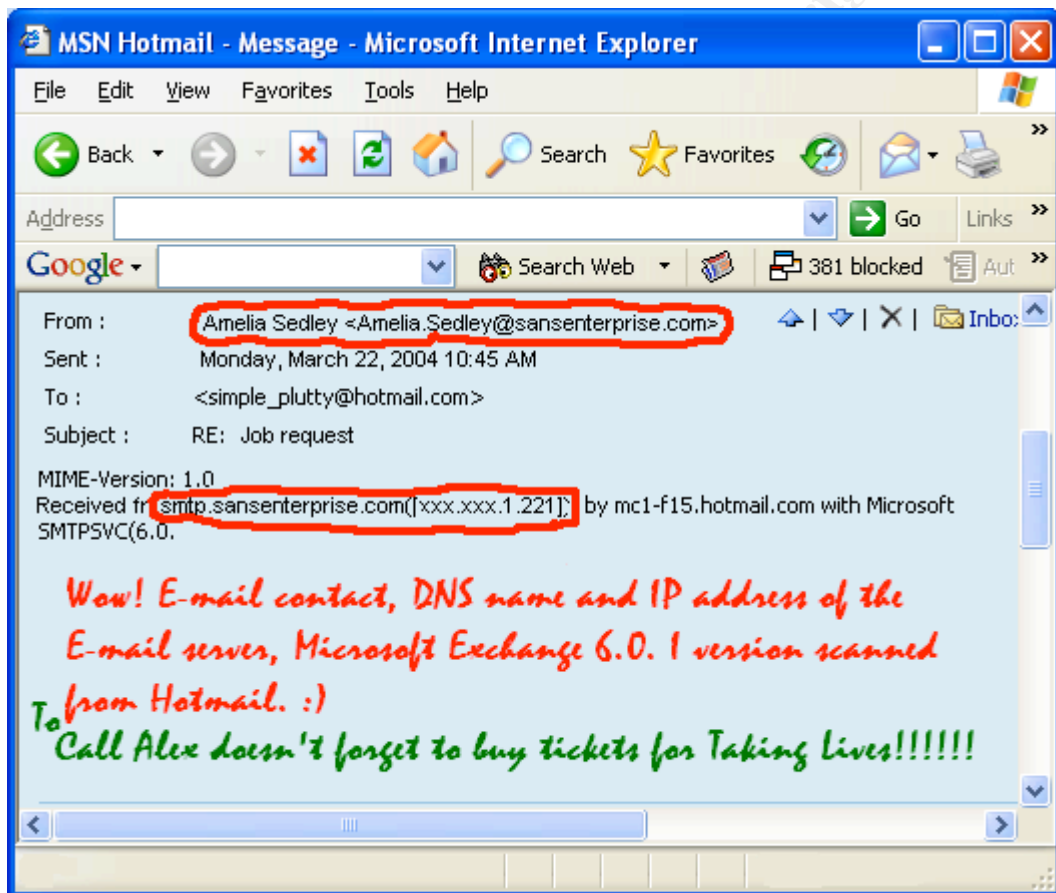 MSN Hotmail - Message - Microsoft Internet Explorer
File Edit View Favorites Tools Help
Back Search Favorites »
Address Go Links »
Google Search Web 381 blocked Aut »
From : Amelia Sedley <Amelia.Sedley@sansenterprise.com> | | X | Inbo
Sent : Monday, March 22, 2004 10:45 AM
To : <simple_plutty@hotmail.com>
Subject : RE: Job request
MIME-Version: 1.0
Received fr smtp.sansenterprise.com([xxx.xxx.1.221]) by mc1-f15.hotmail.com with Microsoft
SMTPSVC(6.0.
Wow! E-mail contact, DNS name and IP address of the
E-mail server, Microsoft Exchange 6.0. I version scanned
from Hotmail. :)
To
Call Alex doesn't forget to buy tickets for Taking Lives!!!!!!